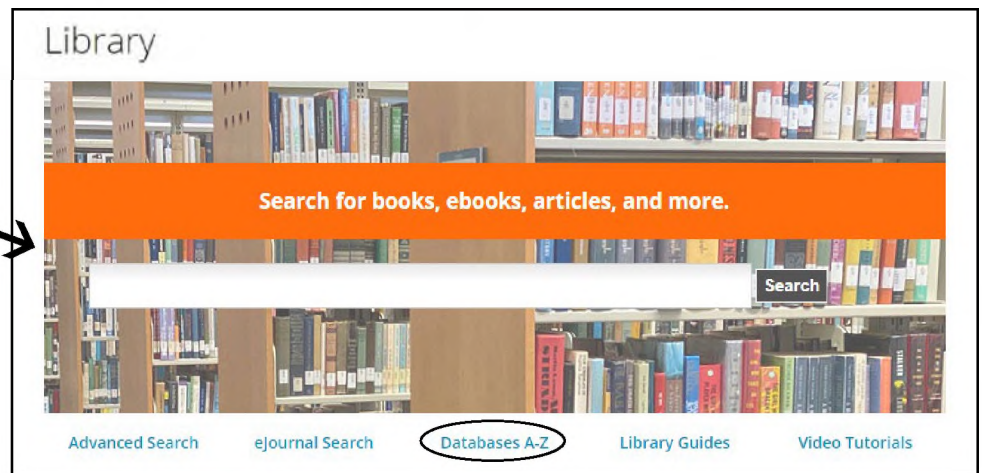 Library
Search for books, ebooks, articles, and more.
Search
Advanced Search eJournal Search Databases A-Z Library Guides Video Tutorials